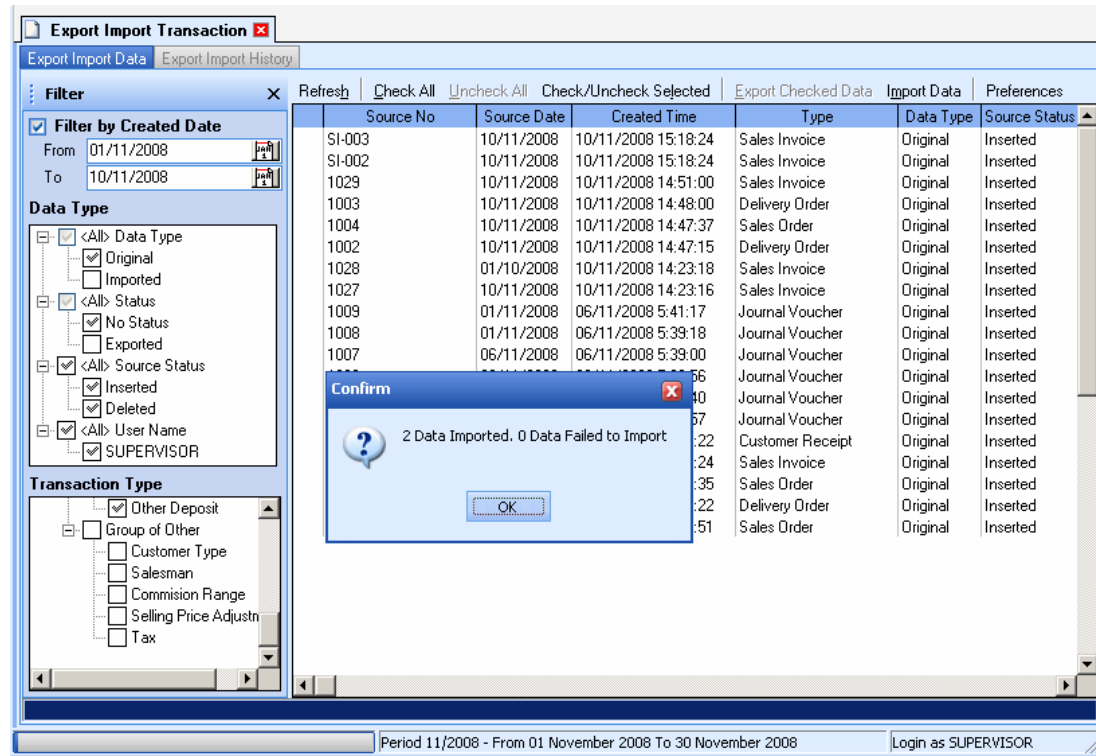 Export Import Transaction
Export Import Data Export Import History
Filter
Filter by Created Date
From 01/11/2008
To 10/11/2008
Data Type
<All> Data Type
Original
Imported
<All> Status
No Status
Exported
<All> Source Status
Inserted
Deleted
<All> User Name
SUPERVISOR
Transaction Type
Other Deposit
Group of Other
Customer Type
Salesman
Commision Range
Selling Price Adjustn
Tax
Refresh Check All Uncheck All Check/Uncheck Selected Export Checked Data Import Data Preferences
Source No Source Date Created Time Type Data Type Source Status
SI-003 10/11/2008 10/11/2008 15:18:24 Sales Invoice Original Inserted
SI-002 10/11/2008 10/11/2008 15:18:24 Sales Invoice Original Inserted
1029 10/11/2008 10/11/2008 14:51:00 Sales Invoice Original Inserted
1003 10/11/2008 10/11/2008 14:48:00 Delivery Order Original Inserted
1004 10/11/2008 10/11/2008 14:47:37 Sales Order Original Inserted
1002 10/11/2008 10/11/2008 14:47:15 Delivery Order Original Inserted
1028 01/10/2008 10/11/2008 14:23:18 Sales Invoice Original Inserted
1027 10/11/2008 10/11/2008 14:23:16 Sales Invoice Original Inserted
1009 01/11/2008 06/11/2008 5:41:17 Journal Voucher Original Inserted
1008 01/11/2008 06/11/2008 5:39:18 Journal Voucher Original Inserted
1007 06/11/2008 06/11/2008 5:39:00 Journal Voucher Original Inserted
56 Journal Voucher Original Inserted
40 Journal Voucher Original Inserted
57 Journal Voucher Original Inserted
:22 Customer Receipt Original Inserted
:24 Sales Invoice Original Inserted
:35 Sales Order Original Inserted
:22 Delivery Order Original Inserted
:51 Sales Order Original Inserted
Confirm
2 Data Imported. 0 Data Failed to Import
OK
Period 11/2008 - From 01 November 2008 To 30 November 2008 Login as SUPERVISOR